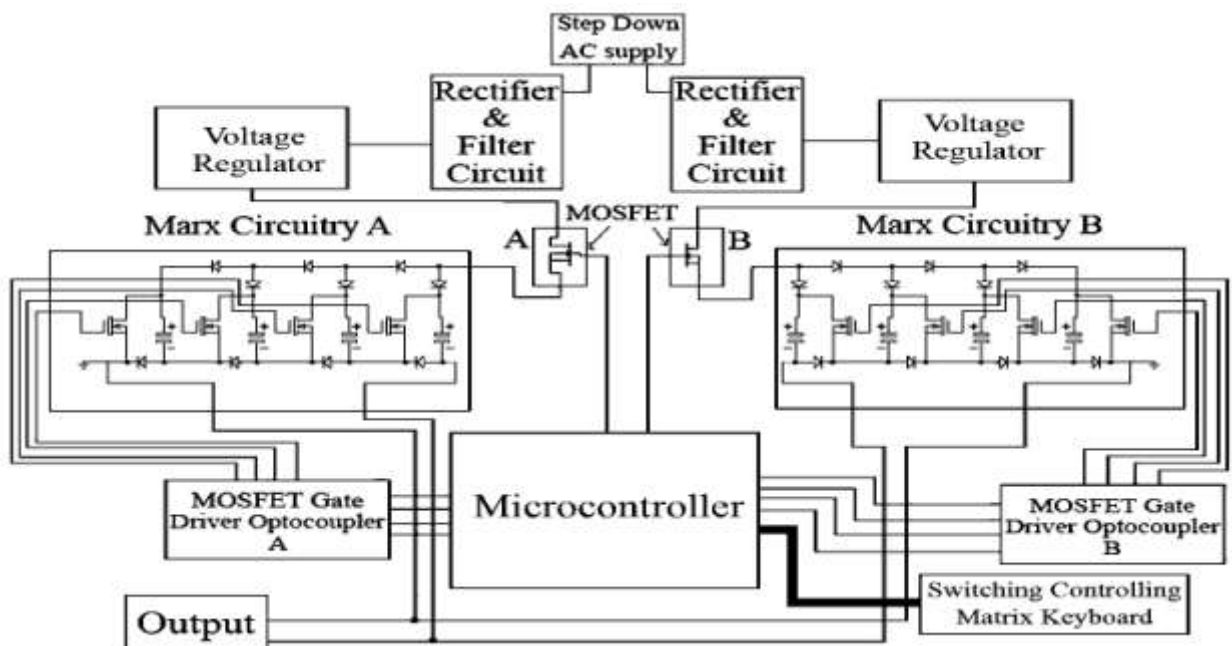 Step Down
AC supply
Rectifier
&
Filter
Circuit
Rectifier
&
Filter
Circuit
Voltage
Regulator
Voltage
Regulator
MOSFET
Marx Circuitry A
A
B
Marx Circuitry B
+
-
+
-
+
-
+
-
+
-
+
-
+
-
+
-
MOSFET Gate
Driver Optocoupler
A
Microcontroller
MOSFET Gate
Driver Optocoupler
B
Switching Controlling
Matrix Keyboard
Output